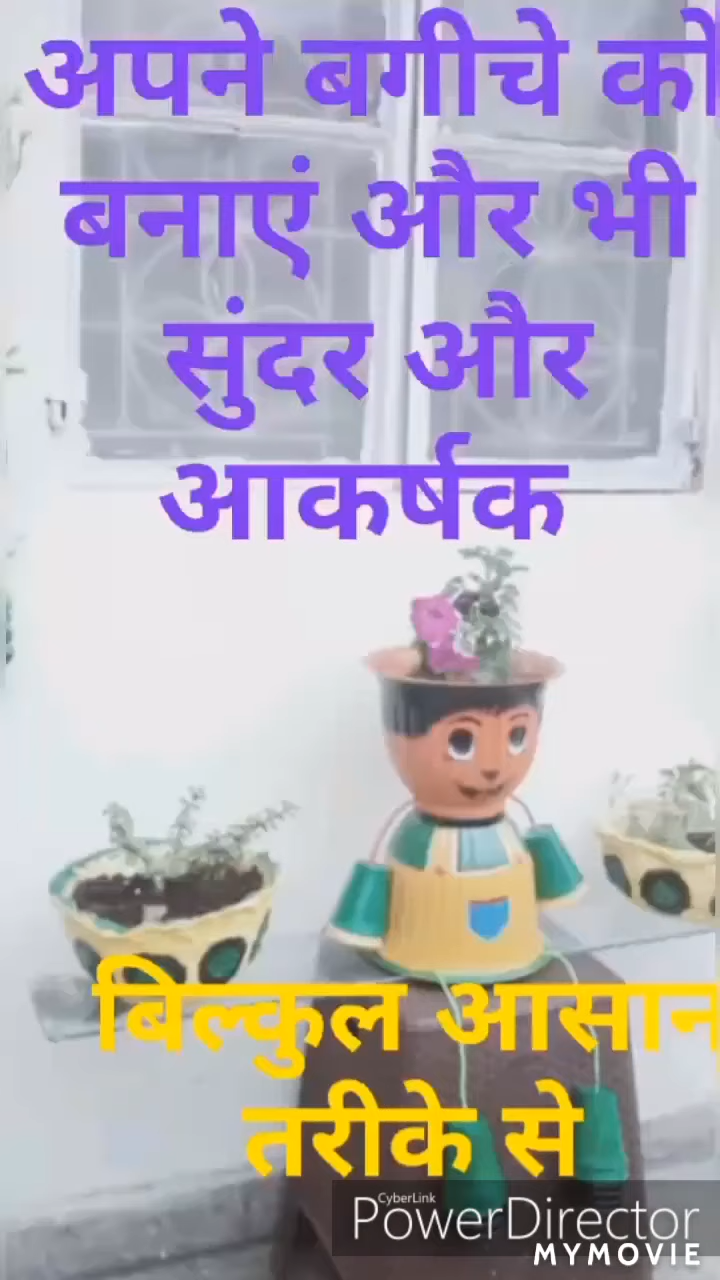 अपने बगीचे को
बनाएं और भी
सुंदर और
आकर्षक
बिल्कुल आसान
तरीके से
CyberLink
PowerDirector
MYMOVIE